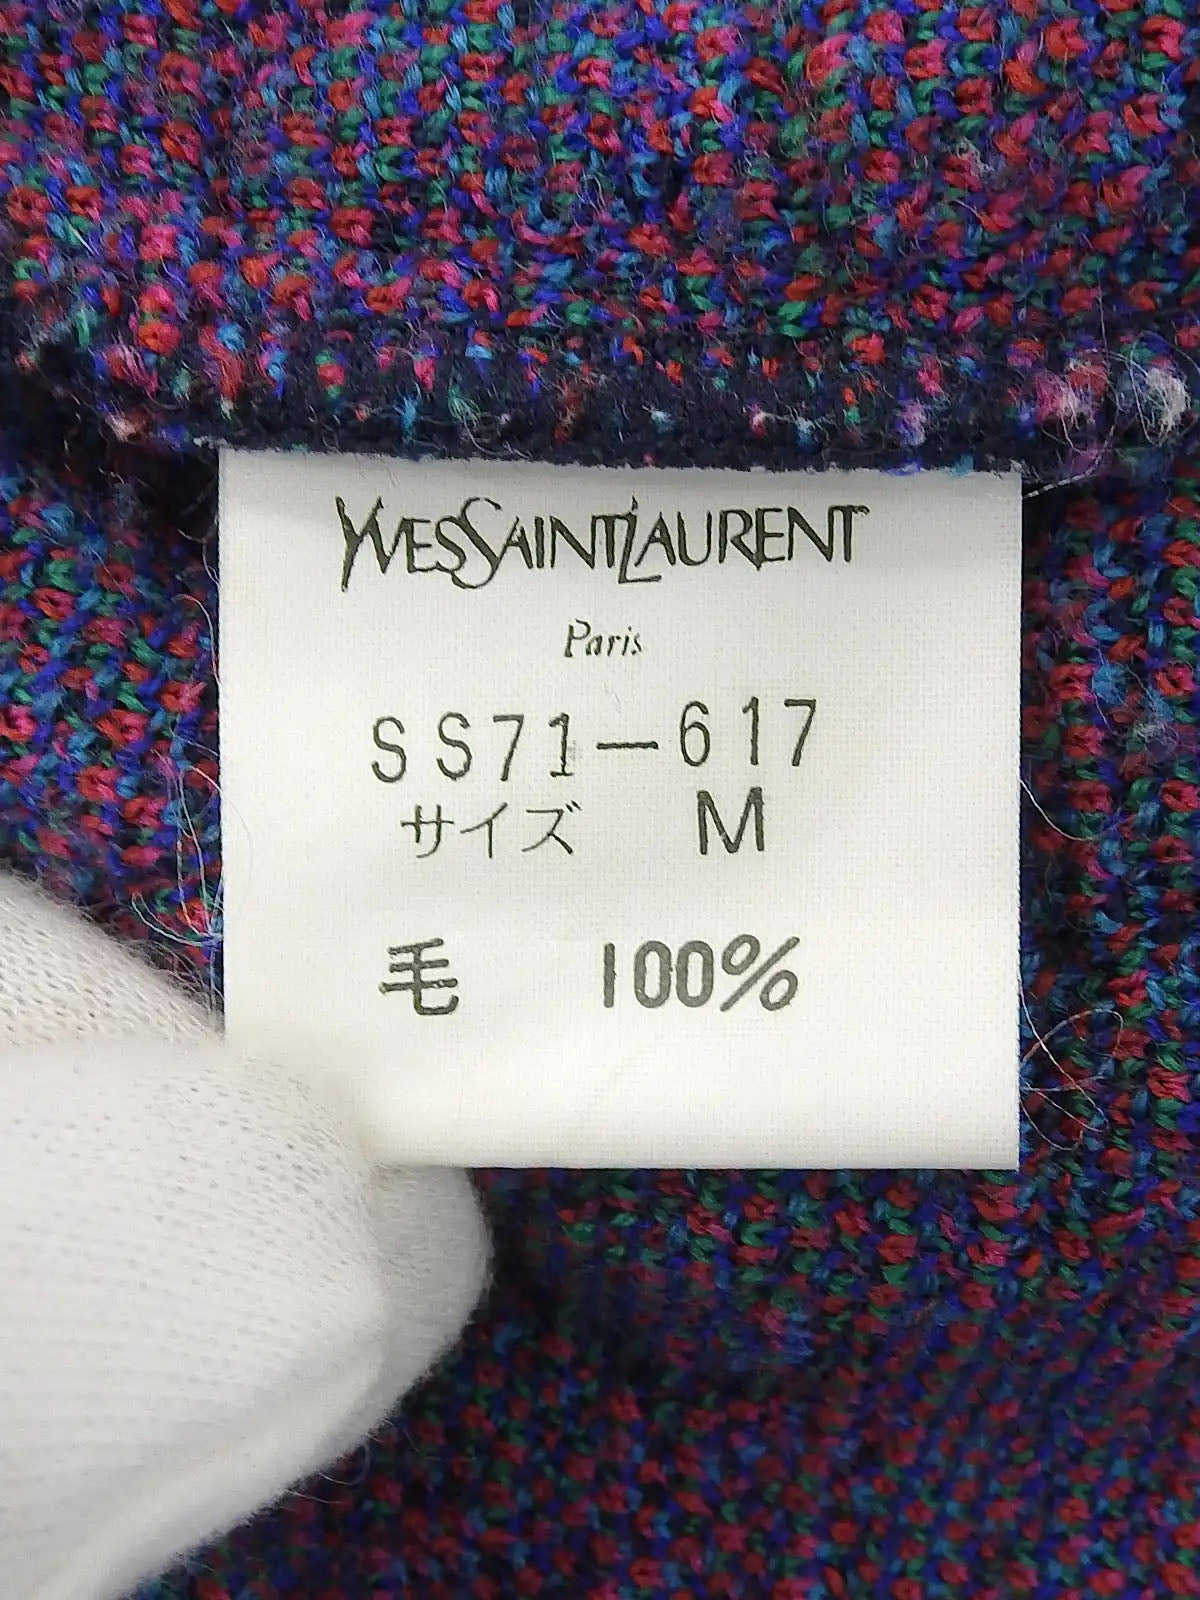 YVESSAINTLAURENT
Paris
SS71-617
サイズ M
毛 100%